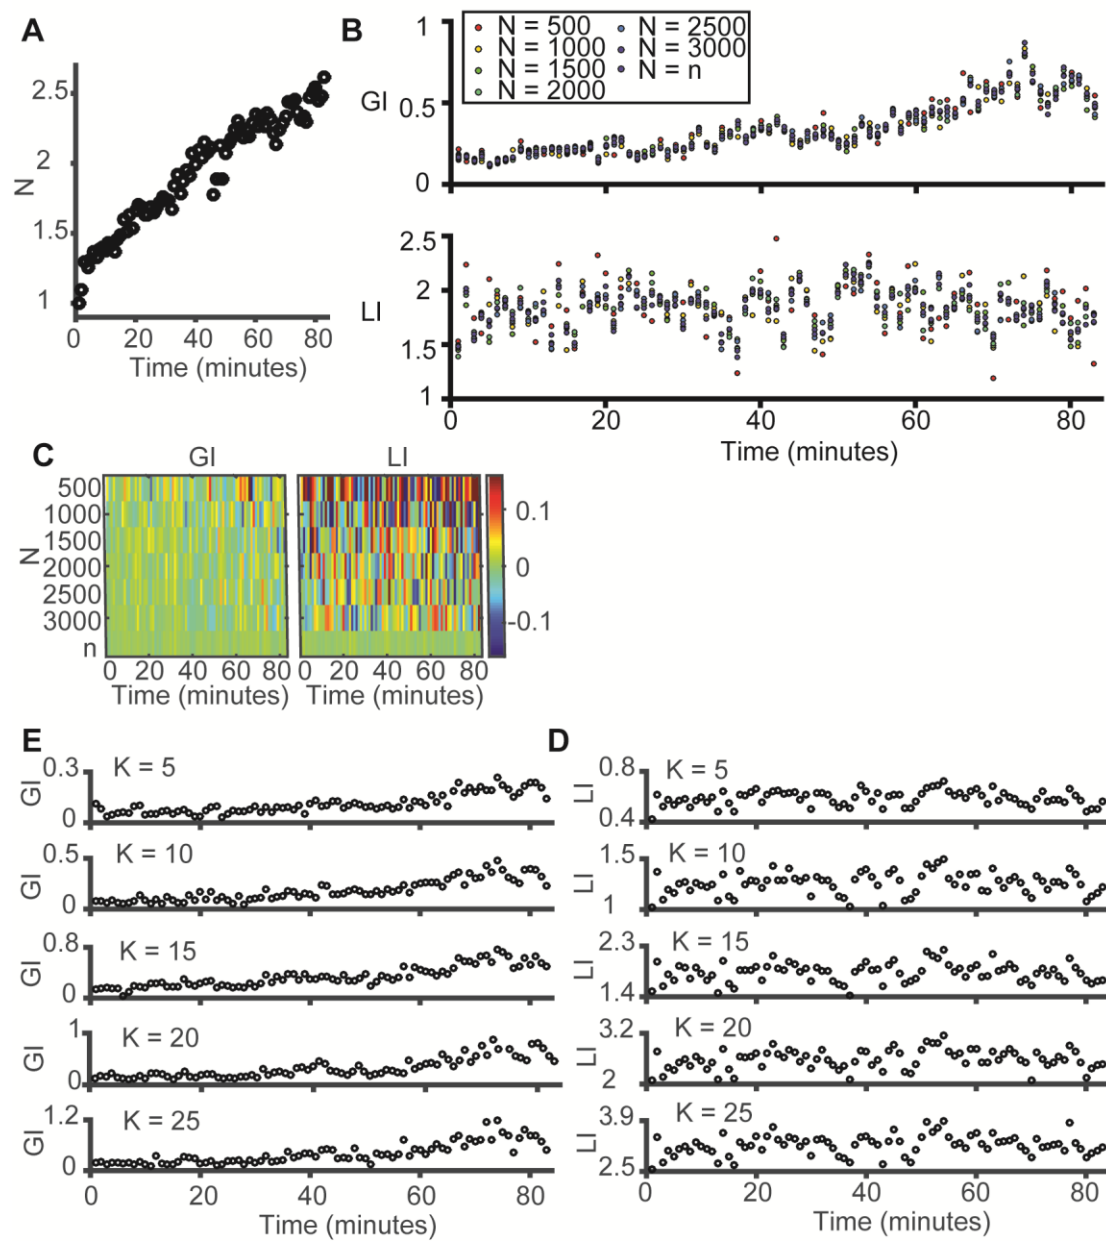 A
N
2.5
2
1.5
1
0 20 40 60 80
Time (minutes)
B
GI
1
0.5
0
N = 500
N = 1000
N = 1500
N = 2000
N = 2500
N = 3000
N = n
LI
2.5
2
1.5
1
0 20 40 60 80
Time (minutes)
C
GI LI
N
500
1000
1500
2000
2500
3000
n
0 20 40 60 80
Time (minutes)
0 20 40 60 80
Time (minutes)
0.1
0
-0.1
E
GI
0.3
0
K = 5
GI
0.5
0
K = 10
GI
0.8
0
K = 15
GI
1
0
K = 20
GI
1.2
0
K = 25
0 20 40 60 80
Time (minutes)
D
LI
0.8
0.4
K = 5
LI
1.5
1
K = 10
LI
2.3
1.4
K = 15
LI
3.2
2
K = 20
LI
3.9
2.5
K = 25
0 20 40 60 80
Time (minutes)